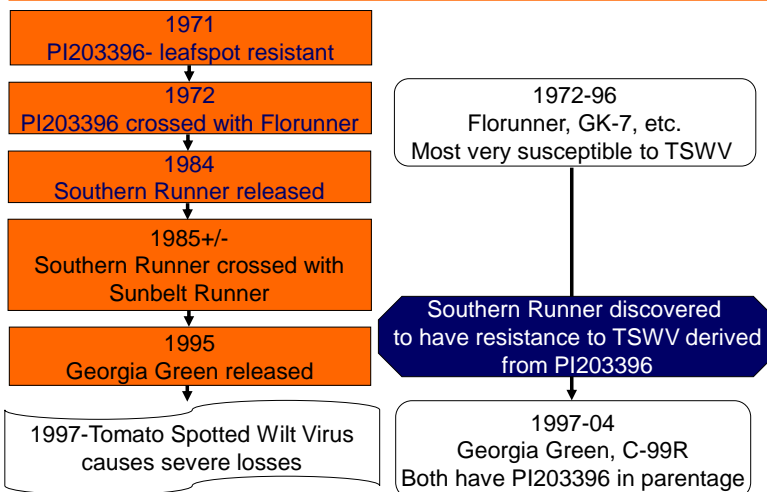 1971
PI203396- leafspot resistant
1972
PI203396 crossed with Florunner
1984
Southern Runner released
1985+/-
Southern Runner crossed with
Sunbelt Runner
1995
Georgia Green released
1997-Tomato Spotted Wilt Virus
causes severe losses
1972-96
Florunner, GK-7, etc.
Most very susceptible to TSWV
Southern Runner discovered
to have resistance to TSWV derived
from PI203396
1997-04
Georgia Green, C-99R
Both have PI203396 in parentage